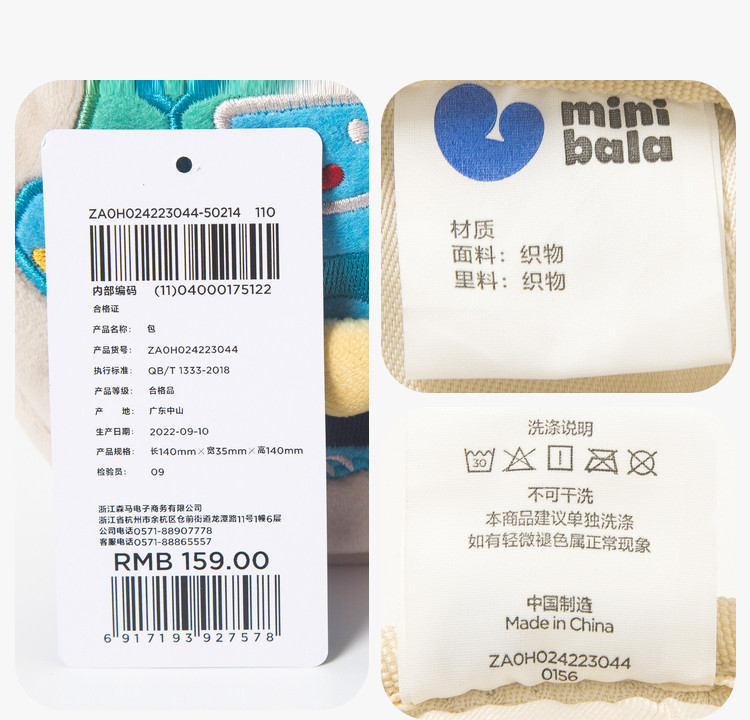 ZA0H024223044-50214 110
内部编码 (11)04000175122
合格证
产品名称: 包
产品货号: ZA0H024223044
执行标准: QB/T 1333-2018
产品等级: 合格品
产 地: 广东中山
生产日期: 2022-09-10
产品规格: 长140mm×宽35mm×高140mm
检验员: 09
浙江森马电子商务有限公司
浙江省杭州市余杭区仓前街道龙潭路11号1幢6层
公司电话0571-88907778
客服电话0571-88865557
RMB 159.00
6 917193 927578
mini
bala
材质
面料：织物
里料：织物
洗涤说明
30
不可干洗
本商品建议单独洗涤
如有轻微褪色属正常现象
中国制造
Made in China
ZA0H024223044
0156